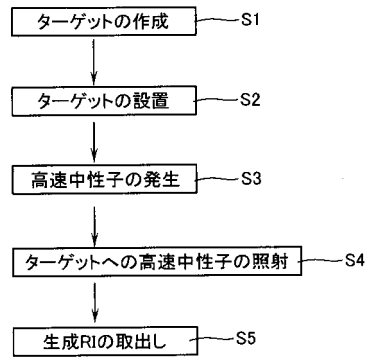 ターゲットの作成 S1
ターゲットの設置 S2
高速中性子の発生 S3
ターゲットへの高速中性子の照射 S4
生成RIの取出し S5